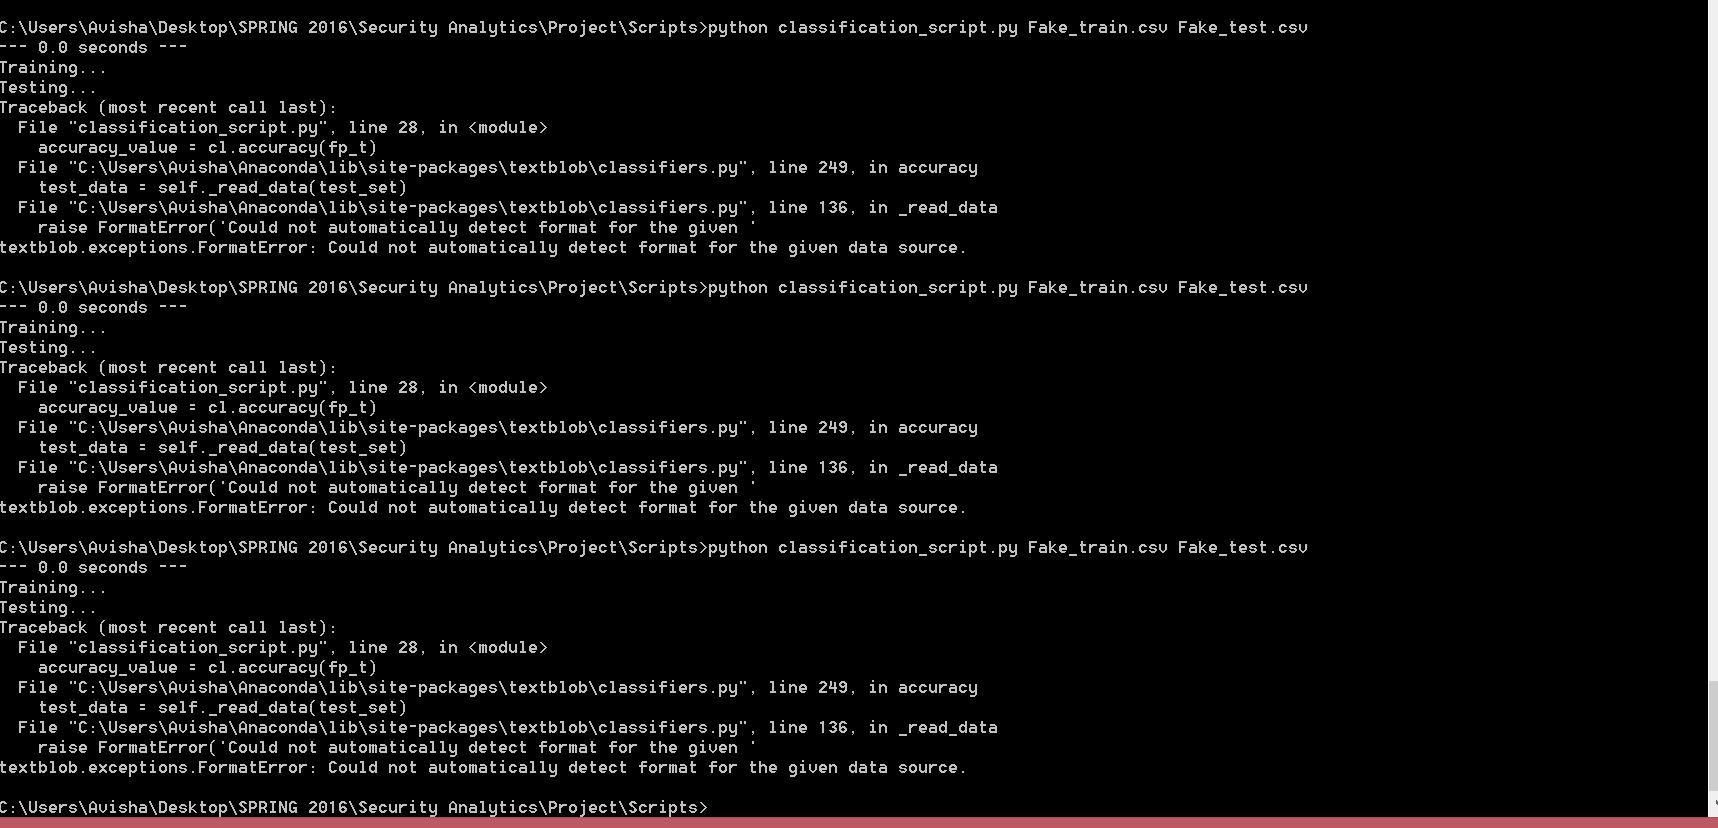 C:\Users\Avisha\Desktop\SPRING 2016\Security Analytics\Project\Scripts>python classification_script.py Fake_train.csv Fake_test.csv
--- 0.0 seconds ---
Training...
Testing...
Traceback (most recent call last):
  File "classification_script.py", line 28, in <module>
    accuracy_value = cl.accuracy(fp_t)
  File "C:\Users\Avisha\Anaconda\lib\site-packages\textblob\classifiers.py", line 249, in accuracy
    test_data = self._read_data(test_set)
  File "C:\Users\Avisha\Anaconda\lib\site-packages\textblob\classifiers.py", line 136, in _read_data
    raise FormatError('Could not automatically detect format for the given '
textblob.exceptions.FormatError: Could not automatically detect format for the given data source.

C:\Users\Avisha\Desktop\SPRING 2016\Security Analytics\Project\Scripts>python classification_script.py Fake_train.csv Fake_test.csv
--- 0.0 seconds ---
Training...
Testing...
Traceback (most recent call last):
  File "classification_script.py", line 28, in <module>
    accuracy_value = cl.accuracy(fp_t)
  File "C:\Users\Avisha\Anaconda\lib\site-packages\textblob\classifiers.py", line 249, in accuracy
    test_data = self._read_data(test_set)
  File "C:\Users\Avisha\Anaconda\lib\site-packages\textblob\classifiers.py", line 136, in _read_data
    raise FormatError('Could not automatically detect format for the given '
textblob.exceptions.FormatError: Could not automatically detect format for the given data source.

C:\Users\Avisha\Desktop\SPRING 2016\Security Analytics\Project\Scripts>python classification_script.py Fake_train.csv Fake_test.csv
--- 0.0 seconds ---
Training...
Testing...
Traceback (most recent call last):
  File "classification_script.py", line 28, in <module>
    accuracy_value = cl.accuracy(fp_t)
  File "C:\Users\Avisha\Anaconda\lib\site-packages\textblob\classifiers.py", line 249, in accuracy
    test_data = self._read_data(test_set)
  File "C:\Users\Avisha\Anaconda\lib\site-packages\textblob\classifiers.py", line 136, in _read_data
    raise FormatError('Could not automatically detect format for the given '
textblob.exceptions.FormatError: Could not automatically detect format for the given data source.

C:\Users\Avisha\Desktop\SPRING 2016\Security Analytics\Project\Scripts>